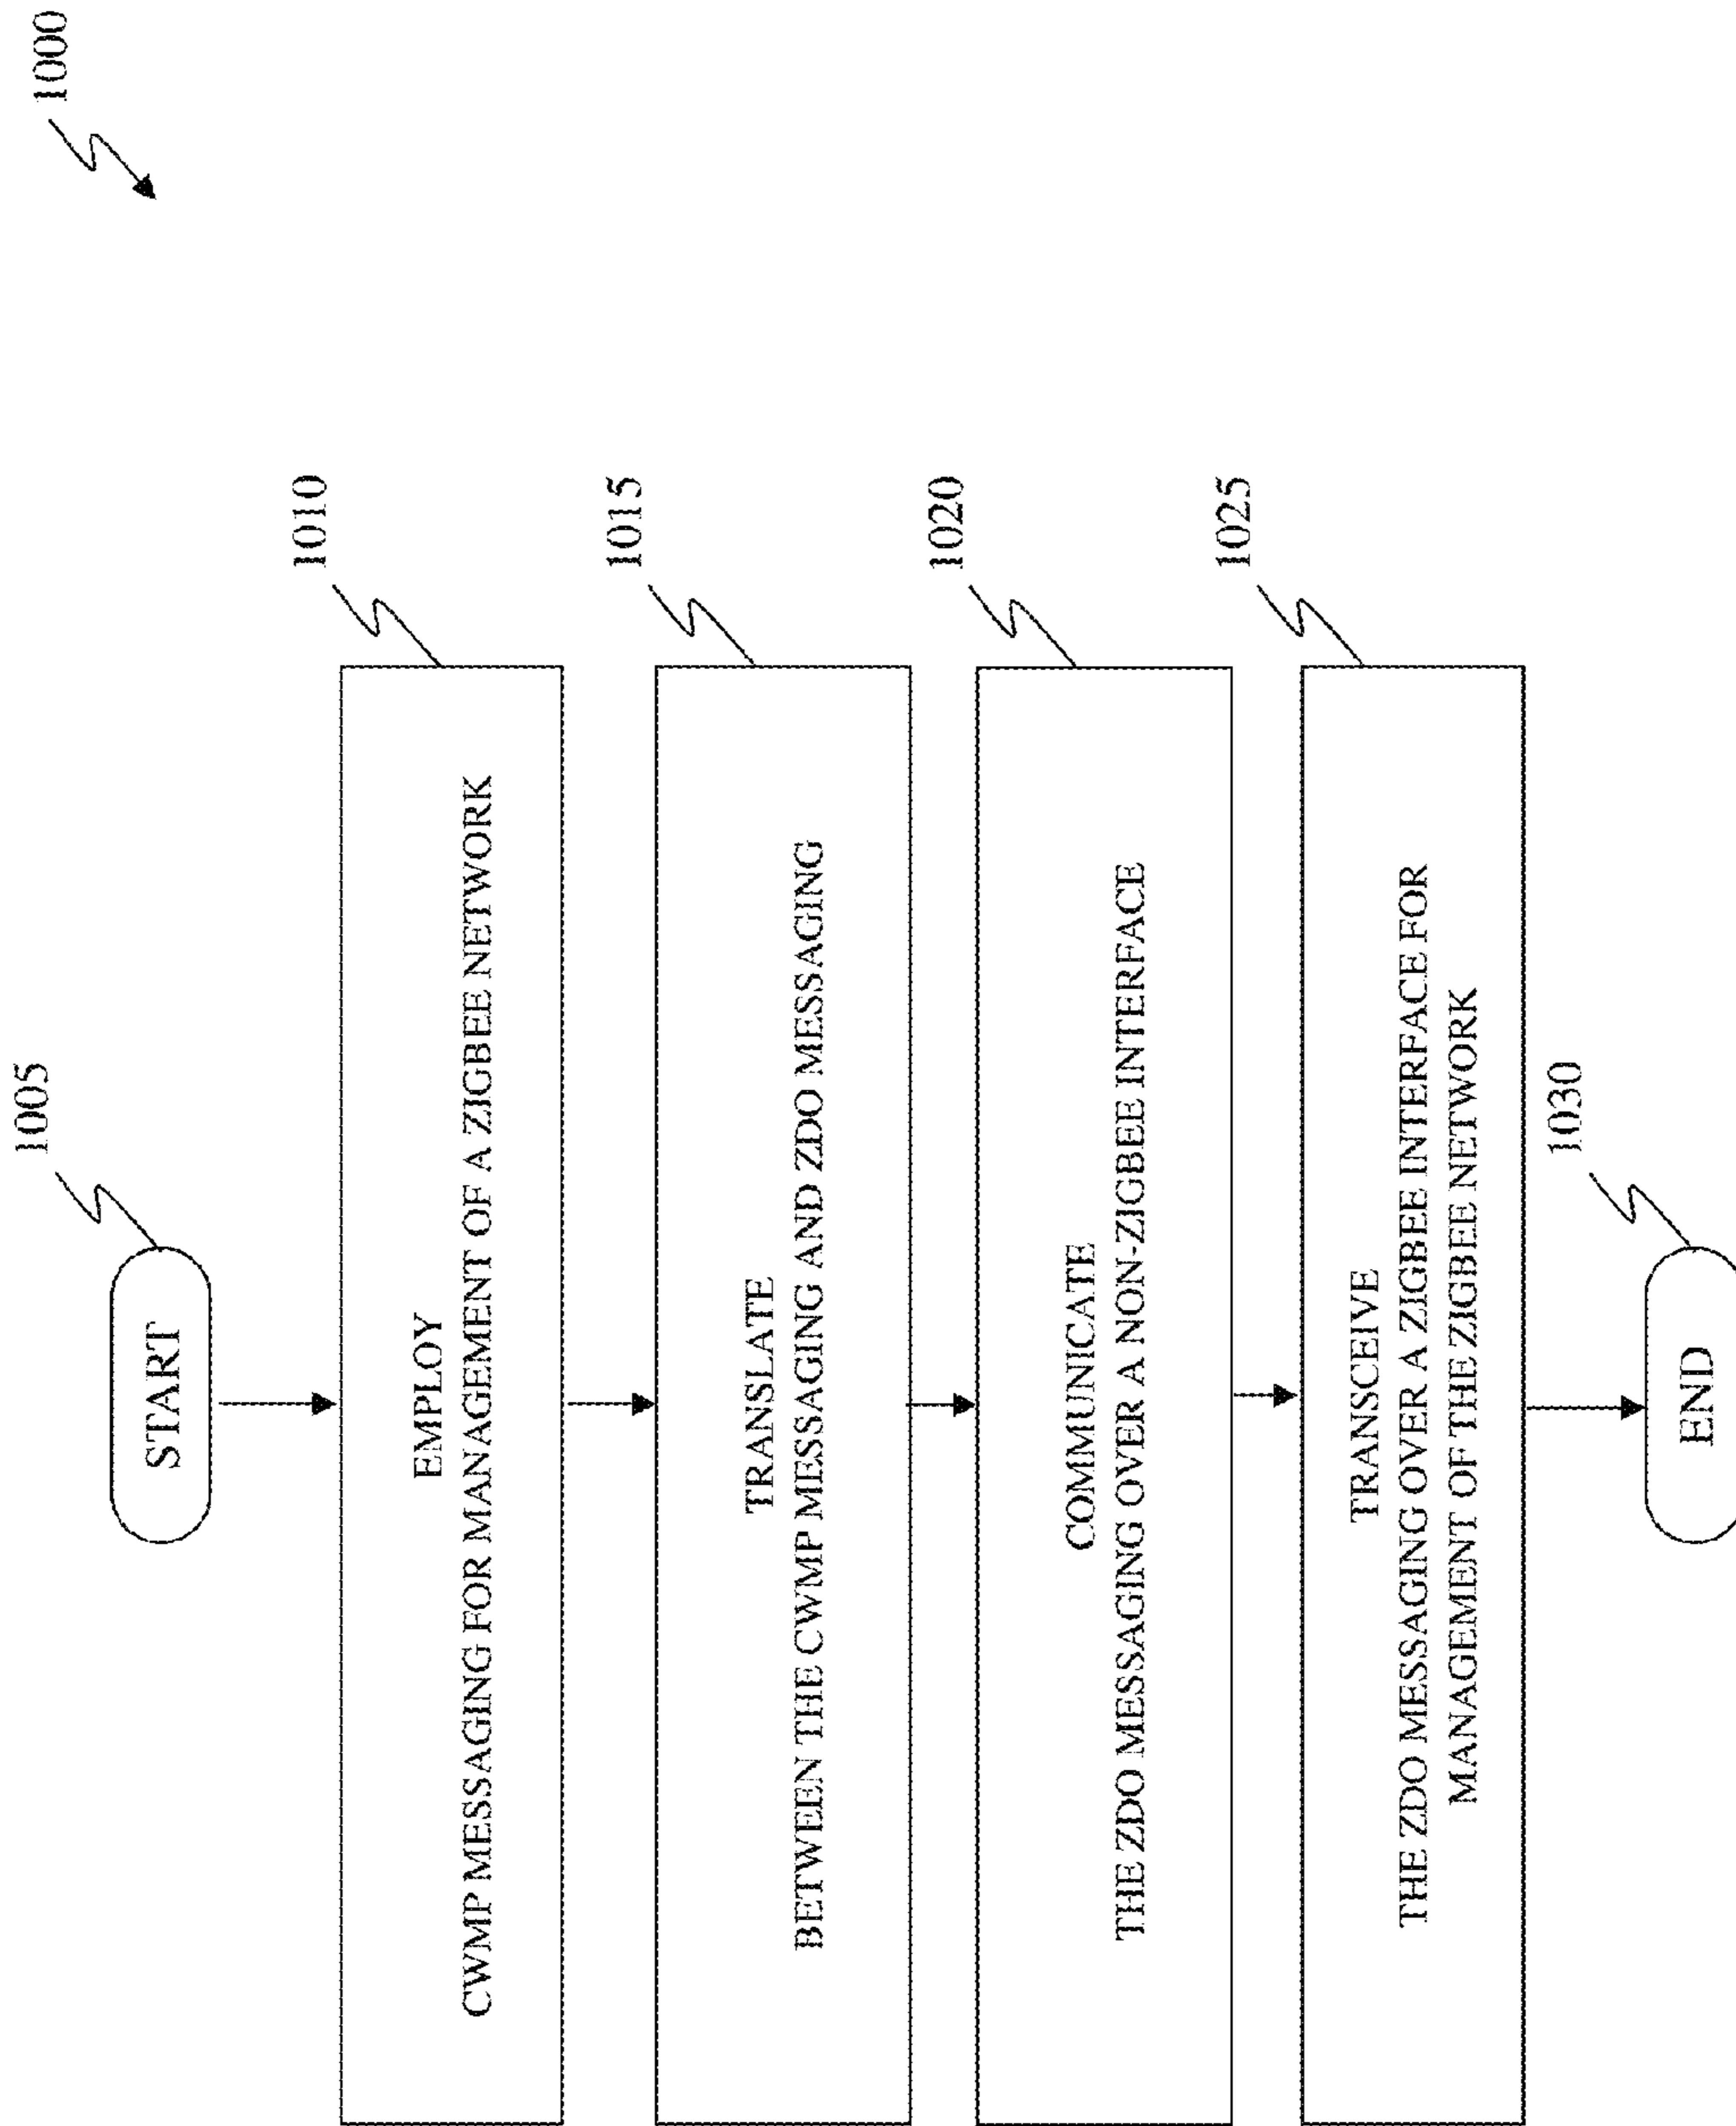 1000
1005
START
1010
EMPLOY
CWMP MESSAGING FOR MANAGEMENT OF A ZIGBEE NETWORK
1015
TRANSLATE
BETWEEN THE CWMP MESSAGING AND ZDO MESSAGING
1020
COMMUNICATE
THE ZDO MESSAGING OVER A NON-ZIGBEE INTERFACE
1025
TRANSCEIVE
THE ZDO MESSAGING OVER A ZIGBEE INTERFACE FOR
MANAGEMENT OF THE ZIGBEE NETWORK
1030
END